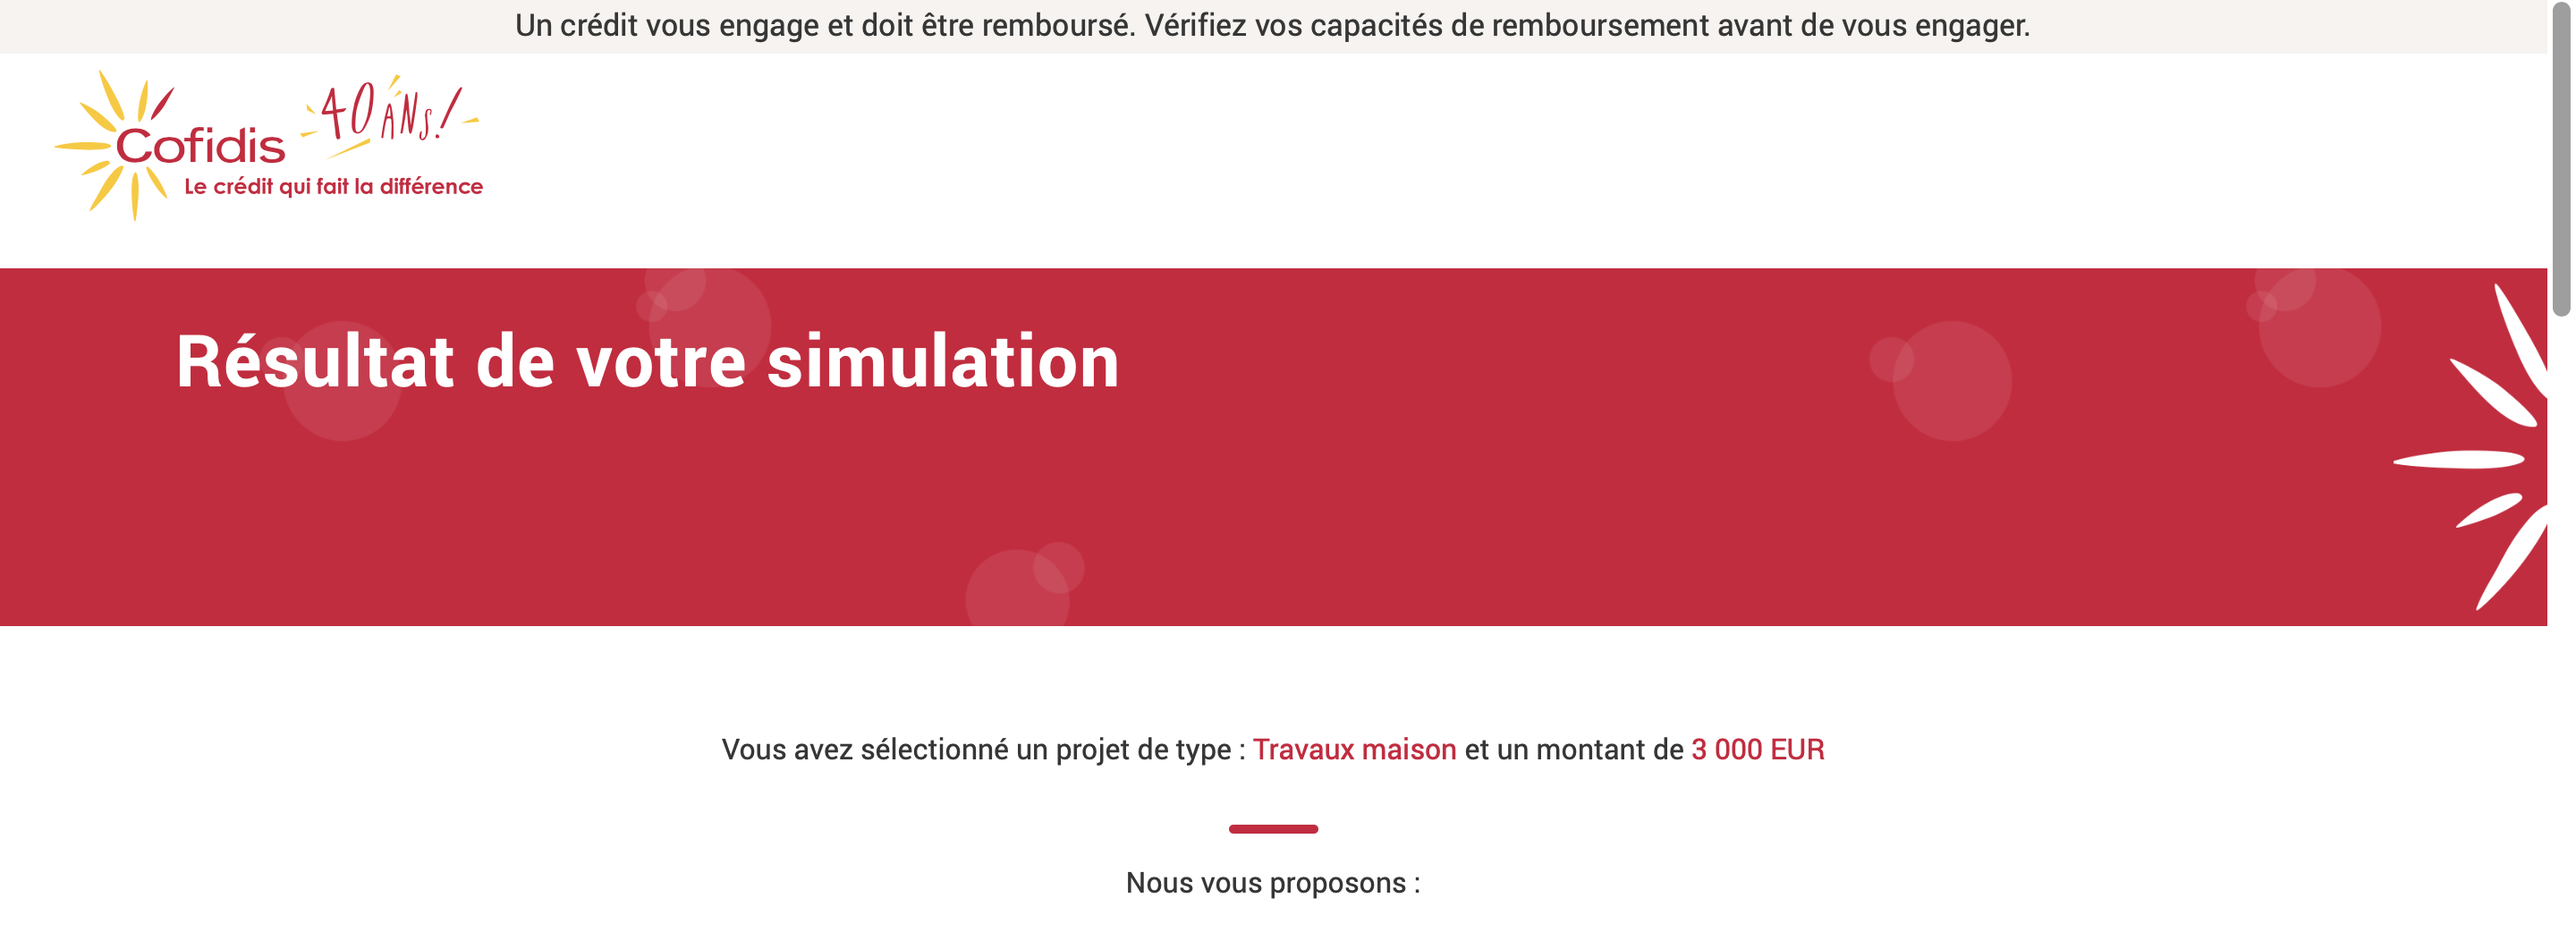 Un crédit vous engage et doit être remboursé. Vérifiez vos capacités de remboursement avant de vous engager.
Cofidis 40 ANS!
Le crédit qui fait la différence
Résultat de votre simulation
Vous avez sélectionné un projet de type : Travaux maison et un montant de 3 000 EUR
Nous vous proposons :